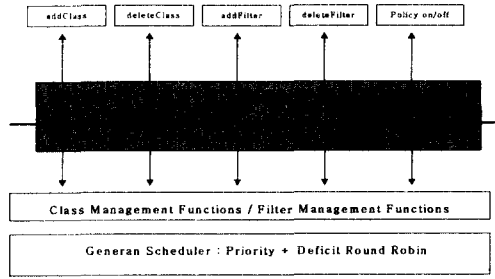 addClass deleteClass addFilter deleteFilter Policy on/off
Class Management Functions / Filter Management Functions
Generan Scheduler : Priority + Deficit Round Robin